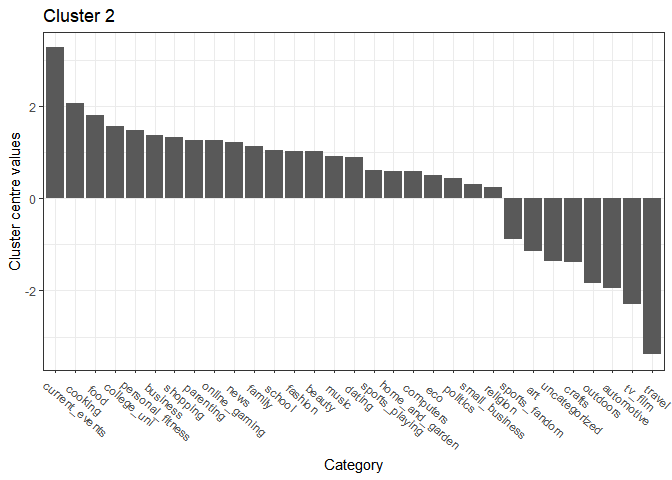 Cluster 2
Cluster centre values
2
0
-2
current_events
cooking
food
college_uni
personal_fitness
business
shopping
parenting
online_gaming
news
family
school
fashion
beauty
music
dating
sports_playing
home_and_garden
computers
eco
politics
small_business
religion
sports_fandom
art
uncategorized
crafts
outdoors
automotive
tv_film
travel
Category